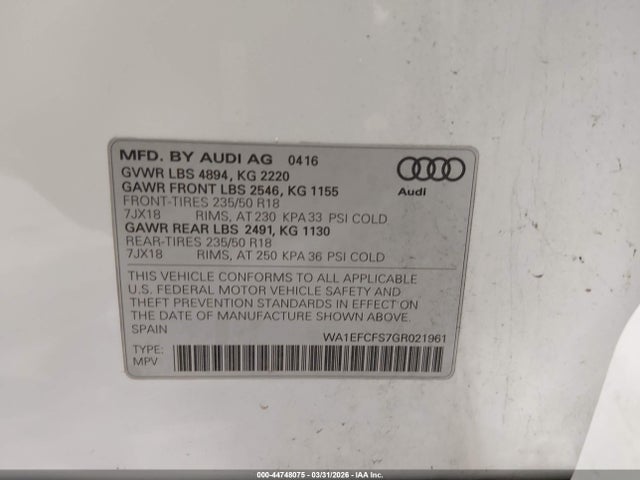 MFD. BY AUDI AG 0416
GVWR LBS 4894, KG 2220
GAWR FRONT LBS 2546, KG 1155
FRONT-TIRES 235/50 R18
7JX18 RIMS, AT 230 KPA 33 PSI COLD
GAWR REAR LBS 2491, KG 1130
REAR-TIRES 235/50 R18
7JX18 RIMS, AT 250 KPA 36 PSI COLD
Audi
THIS VEHICLE CONFORMS TO ALL APPLICABLE
U.S. FEDERAL MOTOR VEHICLE SAFETY AND
THEFT PREVENTION STANDARDS IN EFFECT ON
THE DATE OF MANUFACTURE SHOWN ABOVE.
SPAIN WA1EFCFS7GR021961
TYPE:
MPV
000-44748075 — 03/31/2026 — IAA Inc.